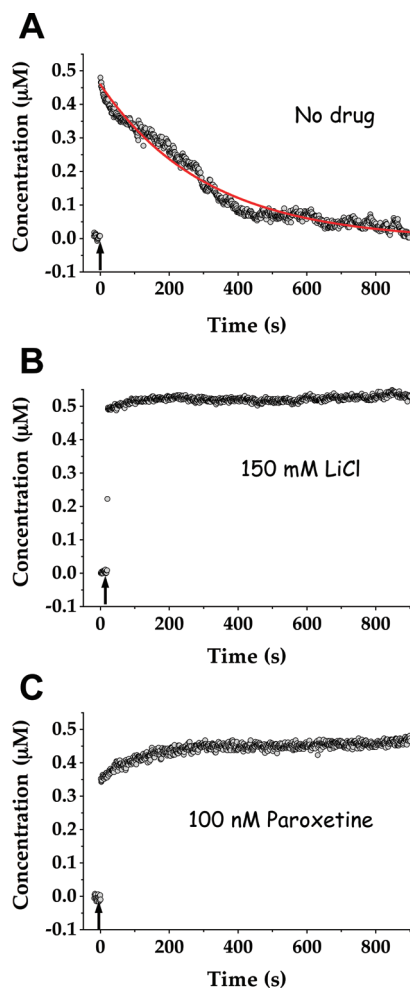 A
Concentration (μM)
0.5
0.4
0.3
0.2
0.1
0.0
-0.1
No drug
0 200 400 600 800
Time (s)
B
Concentration (μM)
0.5
0.4
0.3
0.2
0.1
0.0
-0.1
150 mM LiCl
0 200 400 600 800
Time (s)
C
Concentration (μM)
0.5
0.4
0.3
0.2
0.1
0.0
-0.1
100 nM Paroxetine
0 200 400 600 800
Time (s)